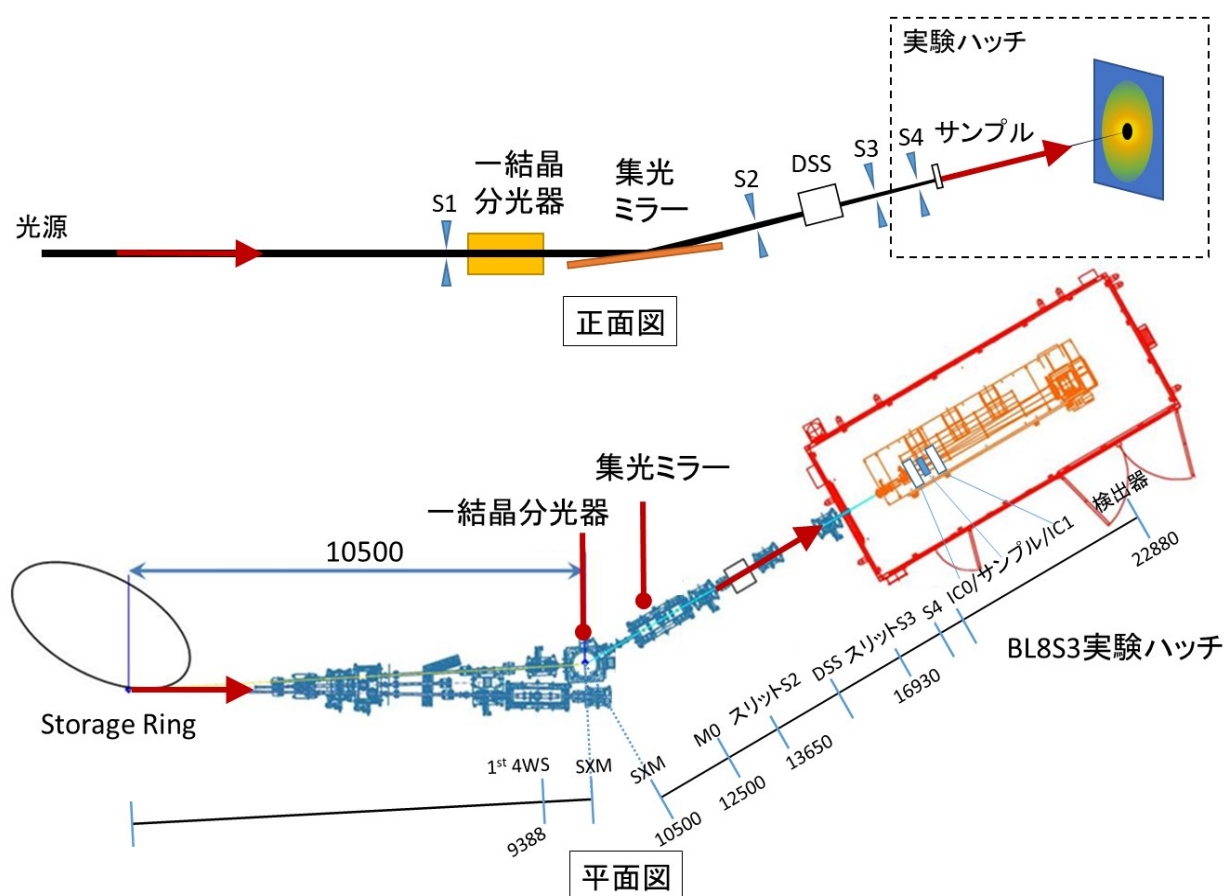 実験ハッチ
サンプル
S4
S3
DSS
S2
集光
ミラー
一結晶
分光器
S1
光源
正面図
集光ミラー
一結晶分光器
10500
Storage Ring
1st 4WS
SXM
SXM
9388
10500
M0
12500
スリットS2
13650
DSS
スリットS3
16930
S4
IC0/サンプル/IC1
検出器
22880
BL8S3実験ハッチ
平面図